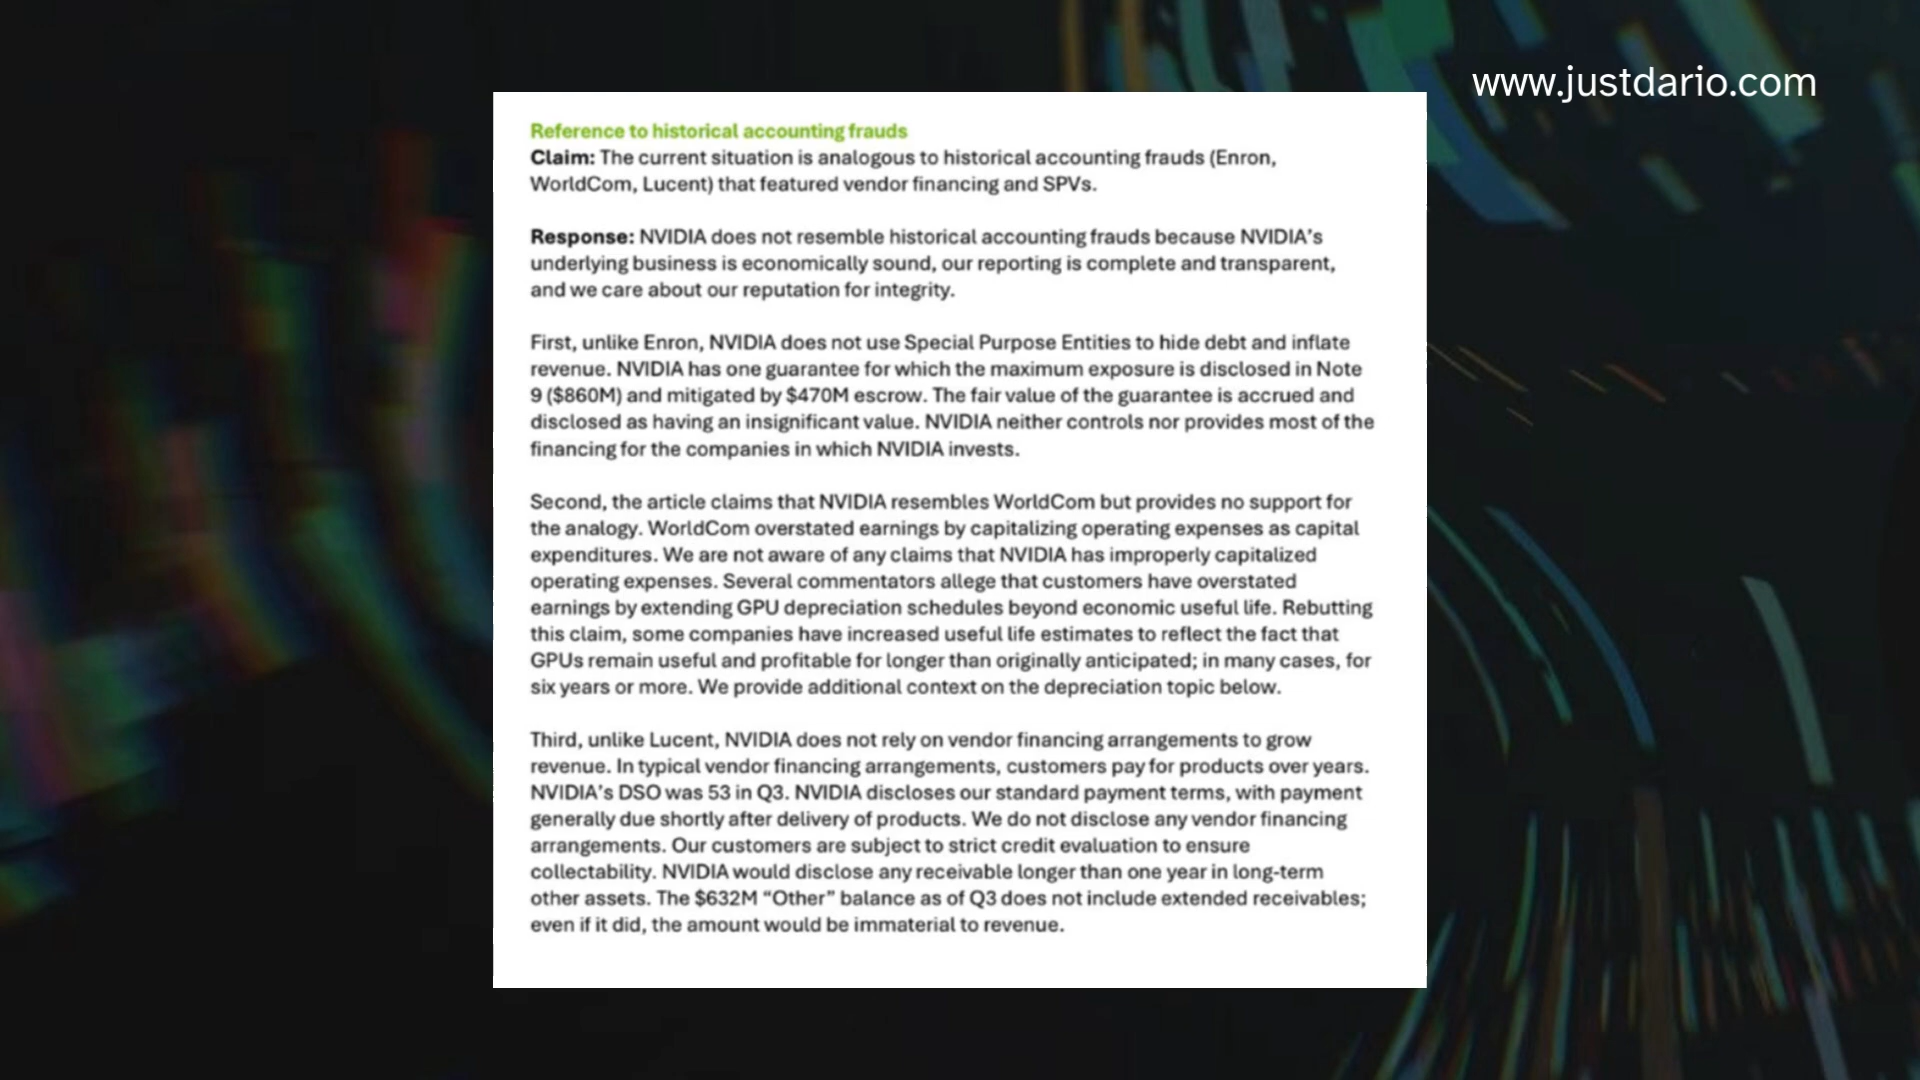 www.justdario.com
Reference to historical accounting frauds
Claim: The current situation is analogous to historical accounting frauds (Enron,
WorldCom, Lucent) that featured vendor financing and SPVs.
Response: NVIDIA does not resemble historical accounting frauds because NVIDIA's
underlying business is economically sound, our reporting is complete and transparent,
and we care about our reputation for integrity.
First, unlike Enron, NVIDIA does not use Special Purpose Entities to hide debt and inflate
revenue. NVIDIA has one guarantee for which the maximum exposure is disclosed in Note
9 ($860M) and mitigated by $470M escrow. The fair value of the guarantee is accrued and
disclosed as having an insignificant value. NVIDIA neither controls nor provides most of the
financing for the companies in which NVIDIA invests.
Second, the article claims that NVIDIA resembles WorldCom but provides no support for
the analogy. WorldCom overstated earnings by capitalizing operating expenses as capital
expenditures. We are not aware of any claims that NVIDIA has improperly capitalized
operating expenses. Several commentators allege that customers have overstated
earnings by extending GPU depreciation schedules beyond economic useful life. Rebutting
this claim, some companies have increased useful life estimates to reflect the fact that
GPUs remain useful and profitable for longer than originally anticipated; in many cases, for
six years or more. We provide additional context on the depreciation topic below.
Third, unlike Lucent, NVIDIA does not rely on vendor financing arrangements to grow
revenue. In typical vendor financing arrangements, customers pay for products over years.
NVIDIA's DSO was 53 in Q3. NVIDIA discloses our standard payment terms, with payment
generally due shortly after delivery of products. We do not disclose any vendor financing
arrangements. Our customers are subject to strict credit evaluation to ensure
collectability. NVIDIA would disclose any receivable longer than one year in long-term
other assets. The $632M “Other” balance as of Q3 does not include extended receivables;
even if it did, the amount would be immaterial to revenue.